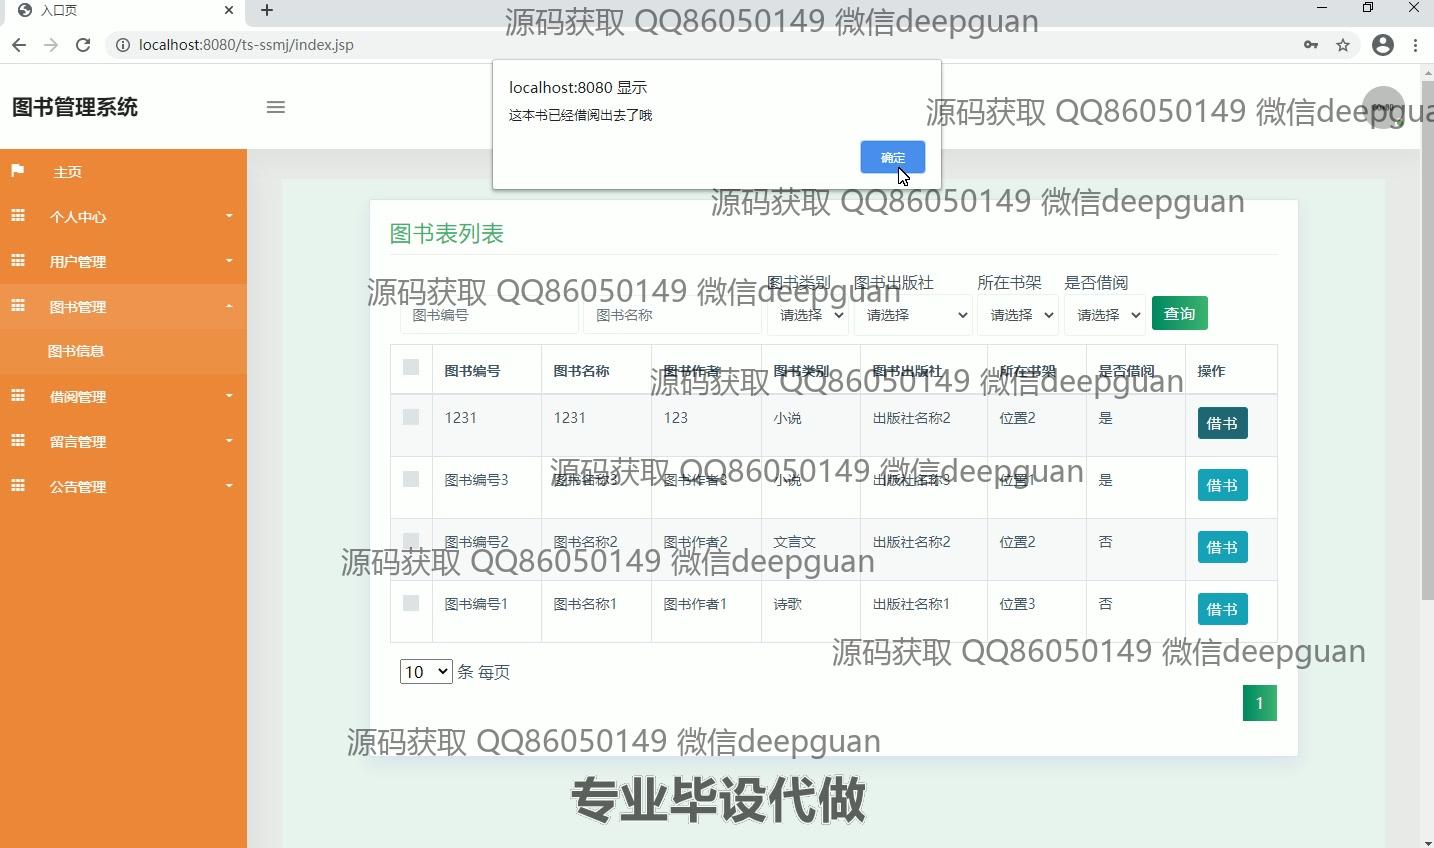 入口页
源码获取 QQ86050149 微信deepguan
localhost:8080/ts-ssmj/index.jsp
localhost:8080 显示
这本书已经借阅出去了哦
确定
图书管理系统
源码获取 QQ86050149 微信deepgua
主页
个人中心
用户管理
图书管理
图书信息
借阅管理
留言管理
公告管理
源码获取 QQ86050149 微信deepguan
图书表列表
图书类别 图书出版社 所在书架 是否借阅
源码获取 QQ86050149 微信deepguan
图书编号 图书名称 请选择 请选择 请选择 请选择 查询
图书编号 图书名称 图书作者 图书类别 图书出版社 所在书架 是否借阅 操作
源码获取 QQ86050149 微信deepguan
1231 1231 123 小说 出版社名称2 位置2 是 借书
源码获取 QQ86050149 微信deepguan
图书编号3 图书名称3 图书作者3 小说 出版社名称3 位置1 是 借书
图书编号2 图书名称2 图书作者2 文言文 出版社名称2 位置2 否 借书
源码获取 QQ86050149 微信deepguan
图书编号1 图书名称1 图书作者1 诗歌 出版社名称1 位置3 否 借书
源码获取 QQ86050149 微信deepguan
10 条 每页
1
源码获取 QQ86050149 微信deepguan
专业毕设代做